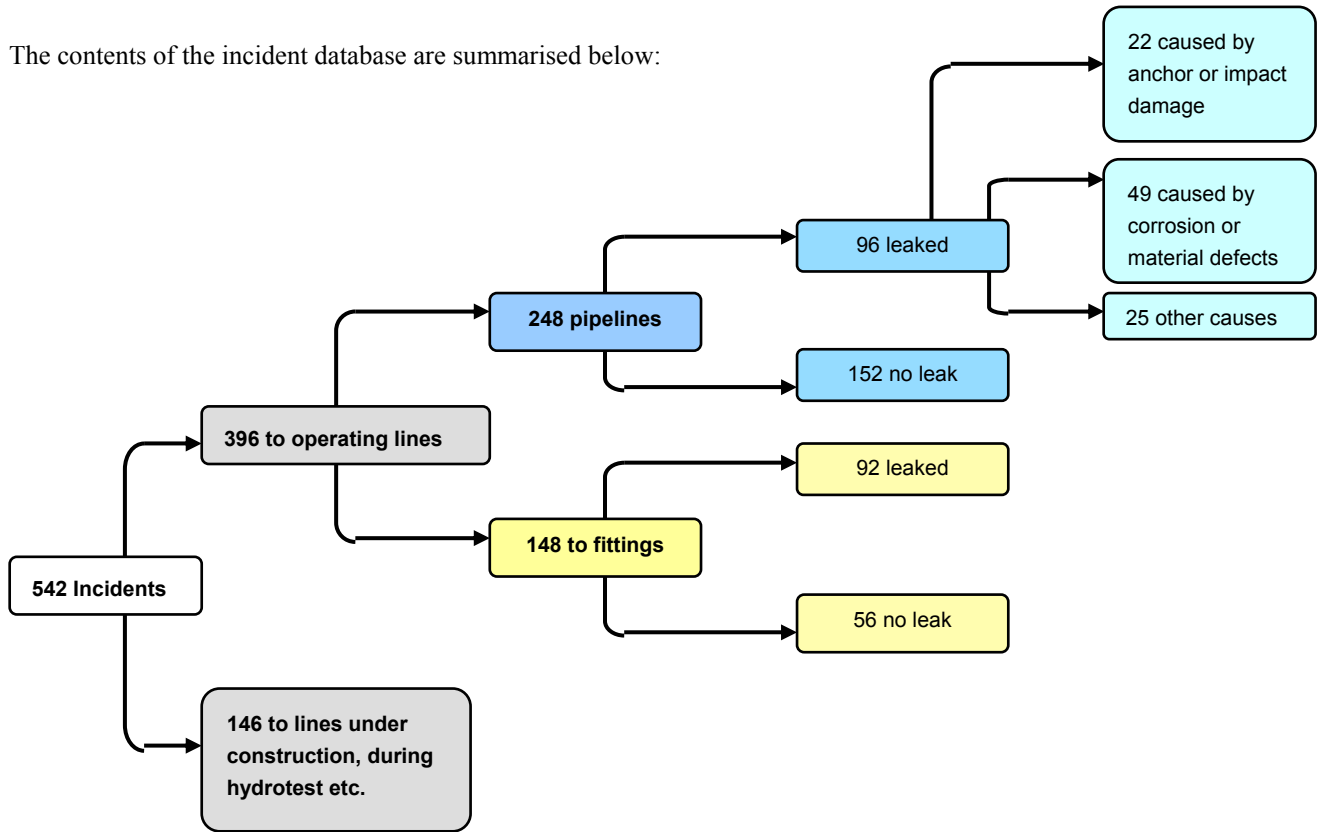 The contents of the incident database are summarised below:
22 caused by
anchor or impact
damage
49 caused by
corrosion or
material defects
96 leaked
25 other causes
248 pipelines
152 no leak
396 to operating lines
92 leaked
148 to fittings
542 Incidents
56 no leak
146 to lines under
construction, during
hydrotest etc.